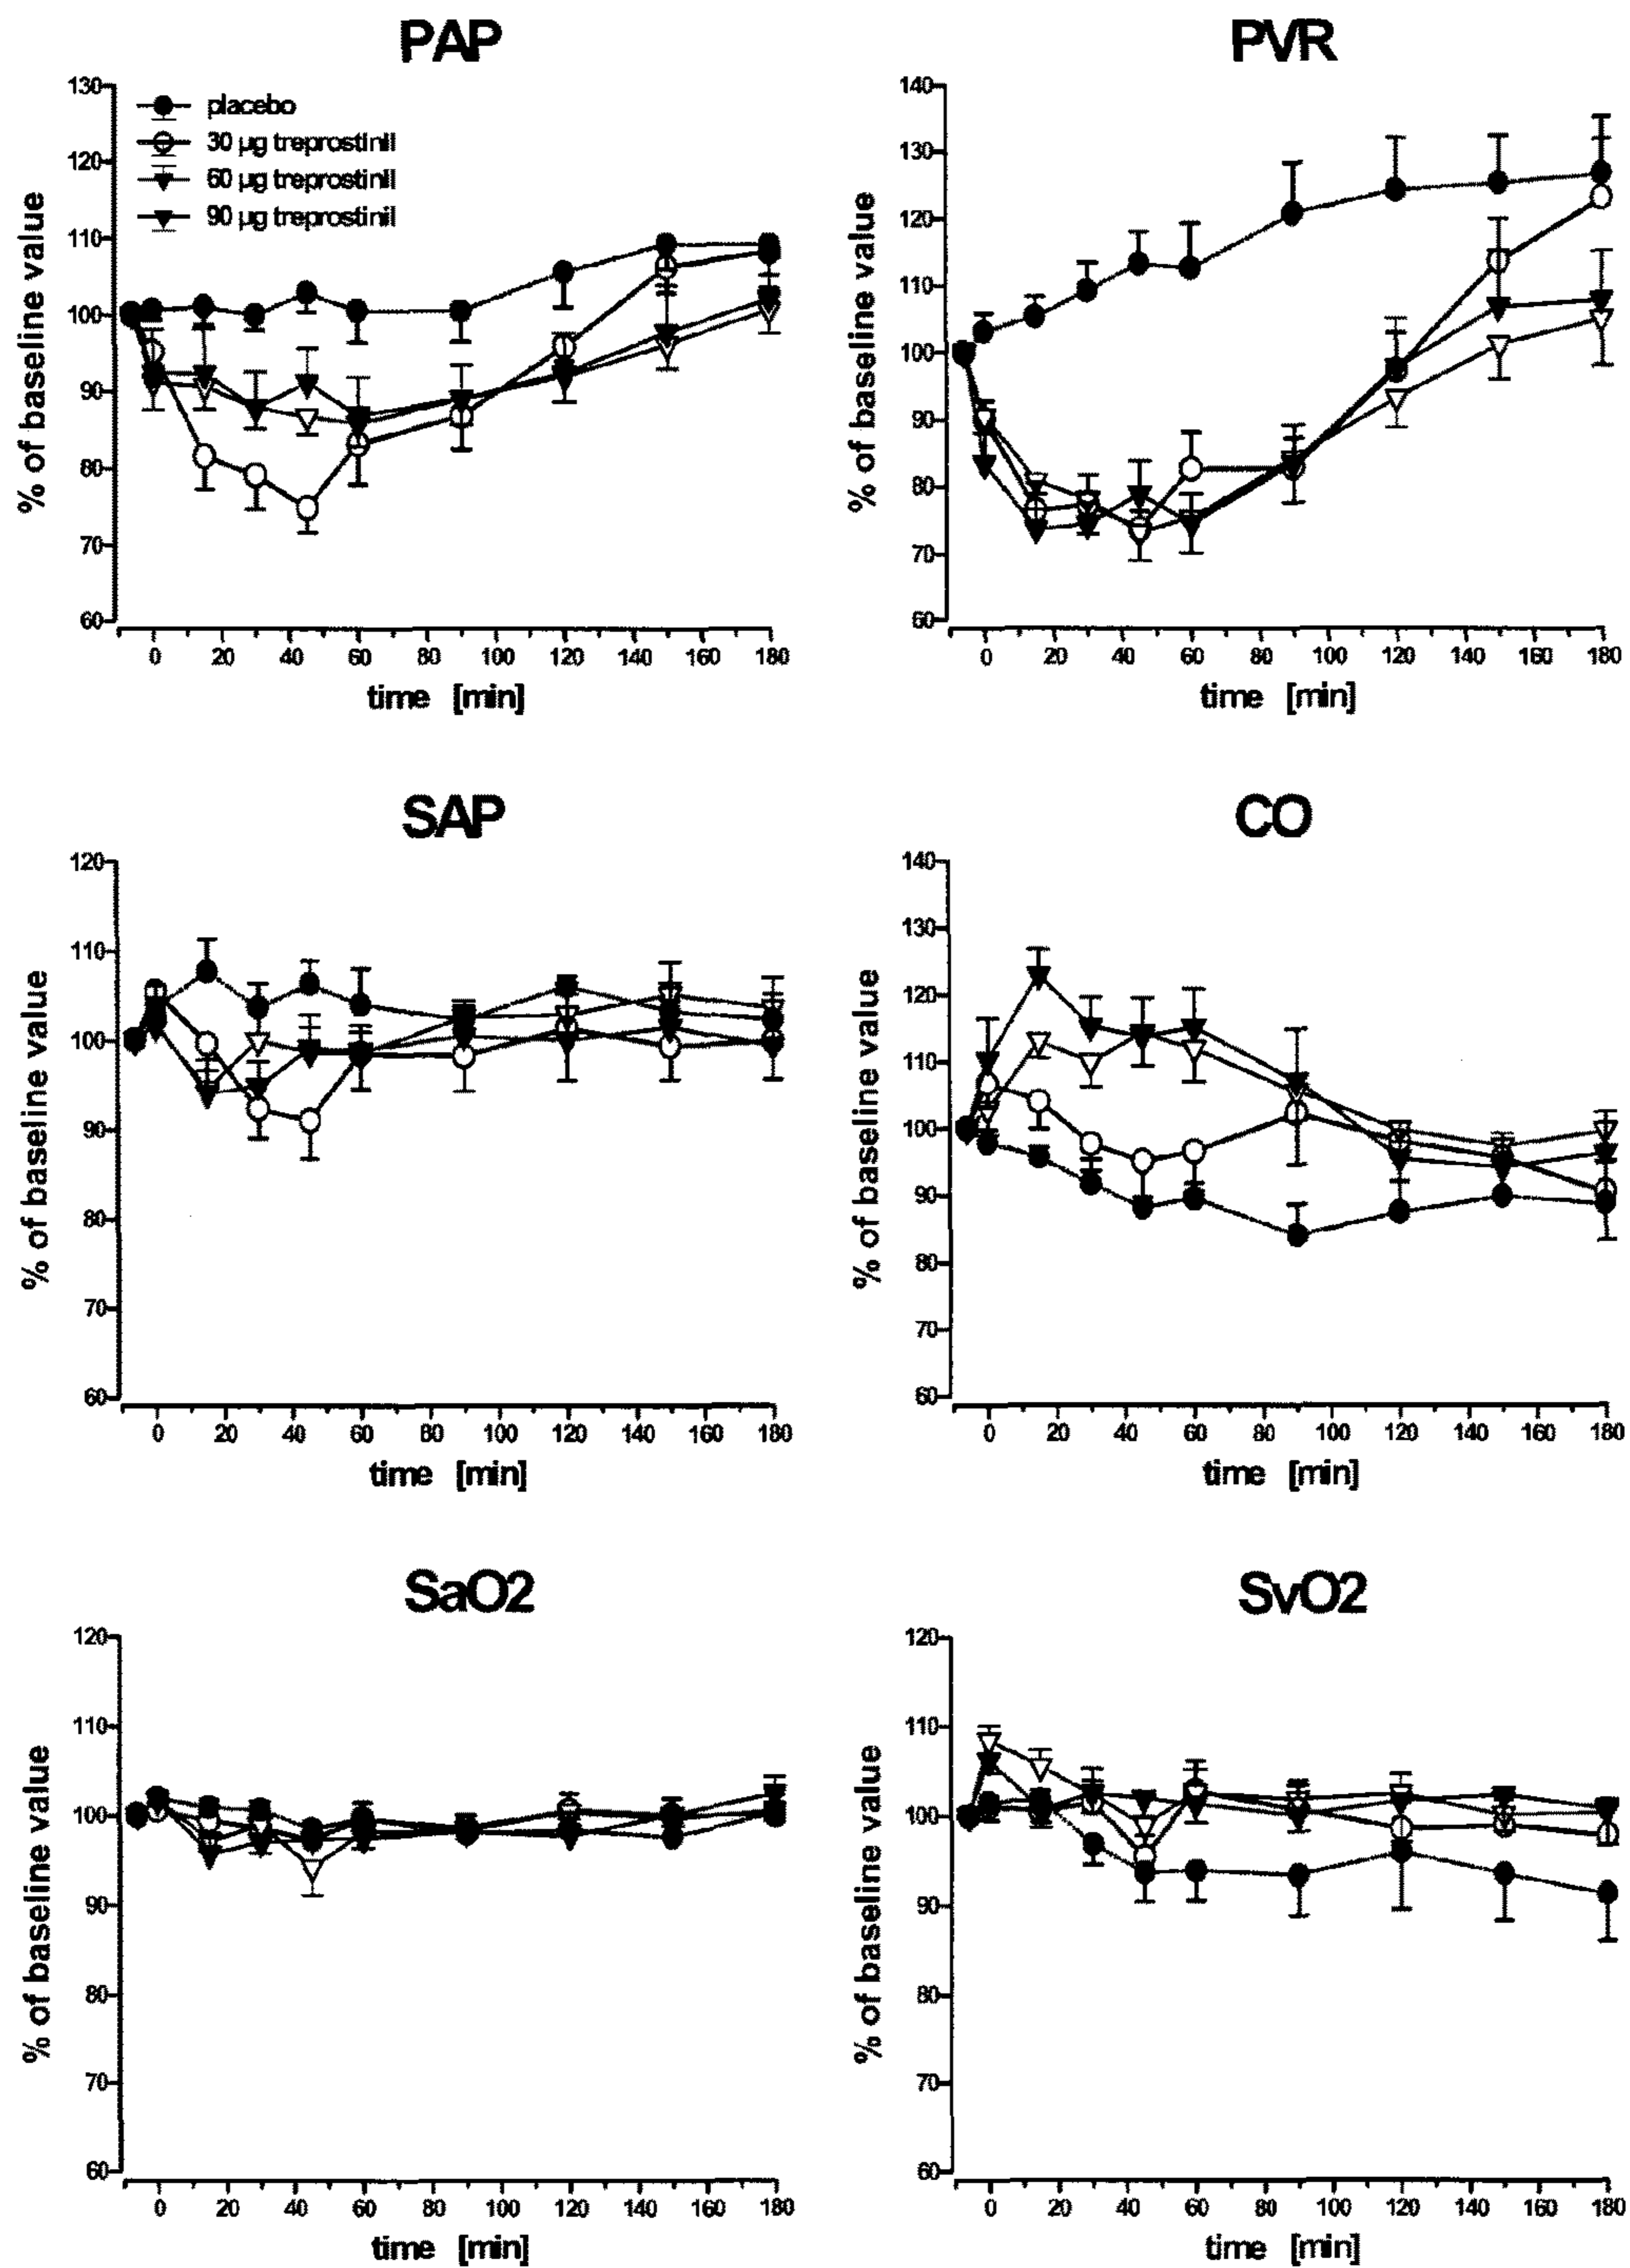 PAP
130
120
110
100
90
80
70
60
placebo
30 µg treprostinil
60 µg treprostinil
90 µg treprostinil
% of baseline value
0 20 40 60 80 100 120 140 160 180
time [min]
PVR
140
130
120
110
100
90
80
70
60
% of baseline value
0 20 40 60 80 100 120 140 160 180
time [min]
SAP
120
110
100
90
80
70
60
% of baseline value
0 20 40 60 80 100 120 140 160 180
time [min]
CO
140
130
120
110
100
90
80
70
60
% of baseline value
0 20 40 60 80 100 120 140 160 180
time [min]
SaO2
120
110
100
90
80
70
60
% of baseline value
0 20 40 60 80 100 120 140 160 180
time [min]
SvO2
120
110
100
90
80
70
60
% of baseline value
0 20 40 60 80 100 120 140 160 180
time [min]